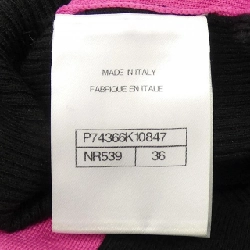 MADE IN ITALY
FABRIQUE EN ITALIE
P74366K10847
NR539 36